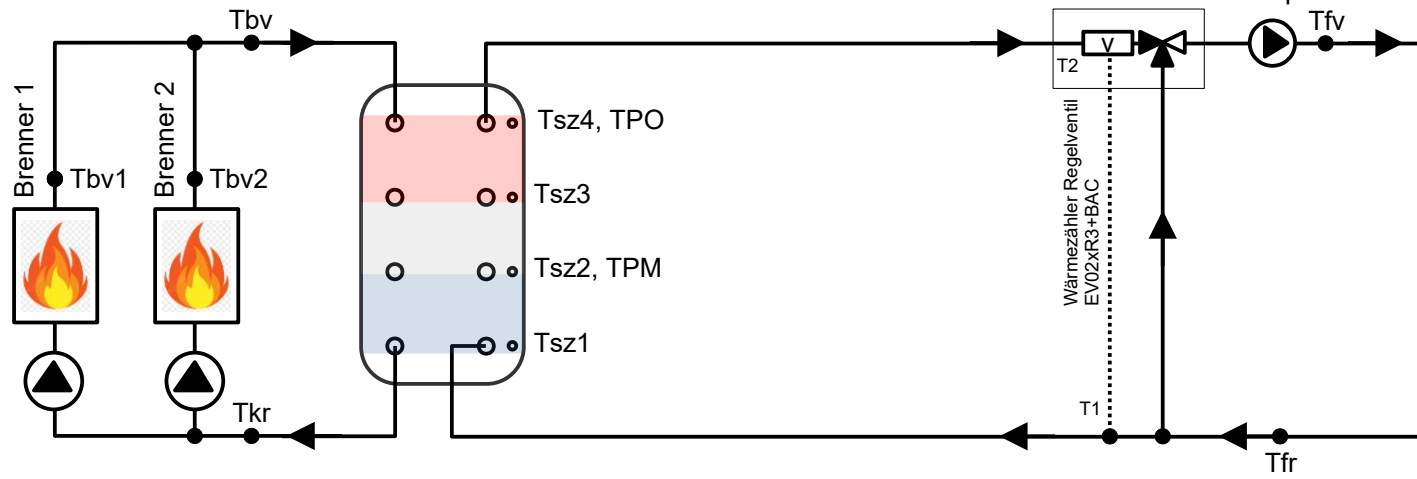 Tbv
Tfv
Brenner 1
Brenner 2
Tbv1
Tbv2
T2
V
Tsz4, TPO
Tsz3
Tsz2, TPM
Tsz1
Wärmezähler Regelventil
EV02xR3+BAC
T1
Tkr
Tfr